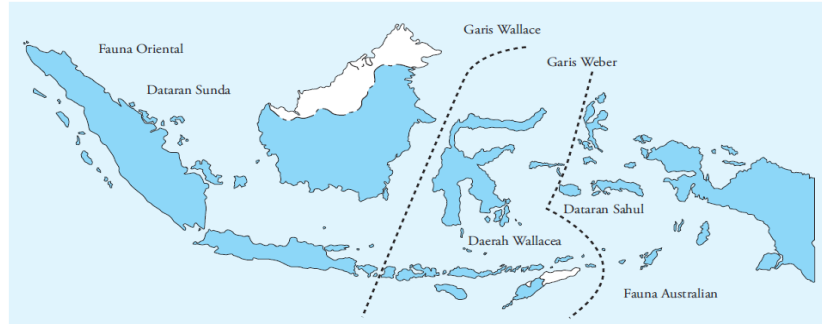 Garis Wallace
Fauna Oriental
Garis Weber
Dataran Sunda
Dataran Sahul
Daerah Wallacea
Fauna Australian